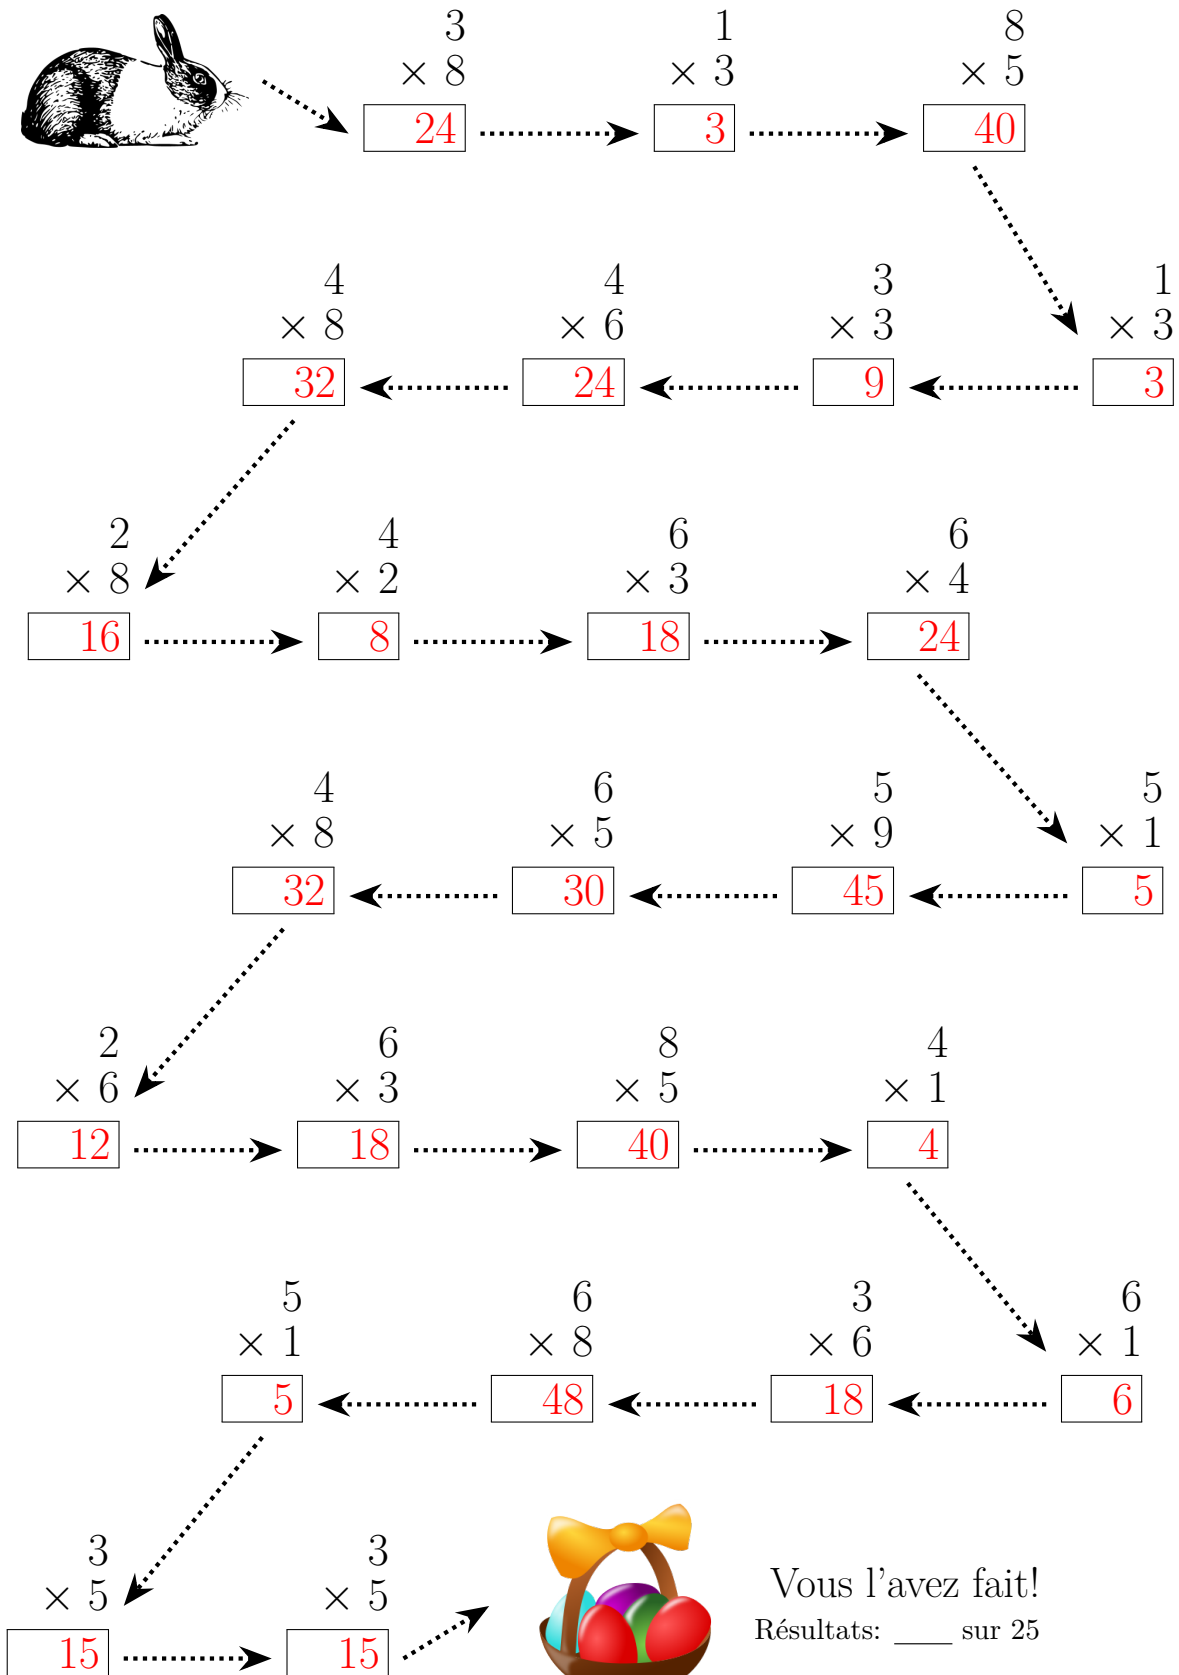 3 1 8
× 8 × 3 × 5
24 3 40
4 4 3 1
× 8 × 6 × 3 × 3
32 24 9 3
2 4 6 6
× 8 × 2 × 3 × 4
16 8 18 24
4 6 5 5
× 8 × 5 × 9 × 1
32 30 45 5
2 6 8 4
× 6 × 3 × 5 × 1
12 18 40 4
5 6 3 6
× 1 × 8 × 6 × 1
5 48 18 6
3 3
× 5 × 5
15 15
Vous l'avez fait!
Résultats: ____ sur 25